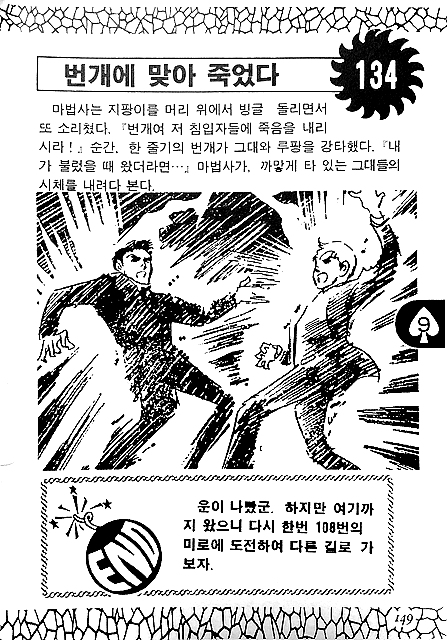 번개에 맞아 죽었다
134
마법사는 지팡이를 머리 위에서 빙글 돌리면서
또 소리쳤다. 『번개여 저 침입자들에 죽음을 내리
시라!』 순간. 한 줄기의 번개가 그대와 루팡을 강타했다. 『내
가 불렀을 때 왔더라면…』 마법사가. 까맣게 타 있는 그대들의
시체를 내려다 본다.
9
운이 나빴군. 하지만 여기까
지 왔으니 다시 한번 108번의
미로에 도전하여 다른 길로 가
보자.
END
149